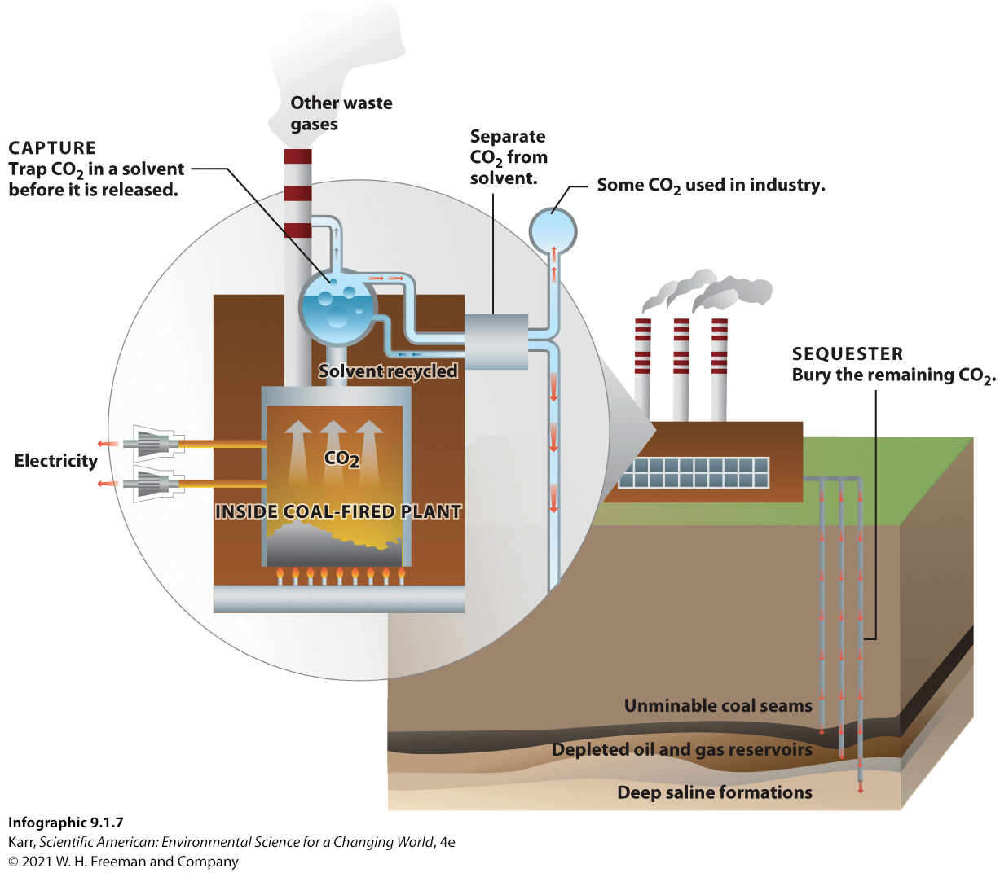 Other waste
gases
CAPTURE
Trap CO₂ in a solvent
before it is released.
Separate
CO₂ from
solvent.
Some CO₂ used in industry.
Solvent recycled
SEQUESTER
Bury the remaining CO₂.
Electricity
CO₂
INSIDE COAL-FIRED PLANT
Unminable coal seams
Depleted oil and gas reservoirs
Deep saline formations
Infographic 9.1.7
Karr, Scientific American: Environmental Science for a Changing World, 4e
© 2021 W. H. Freeman and Company